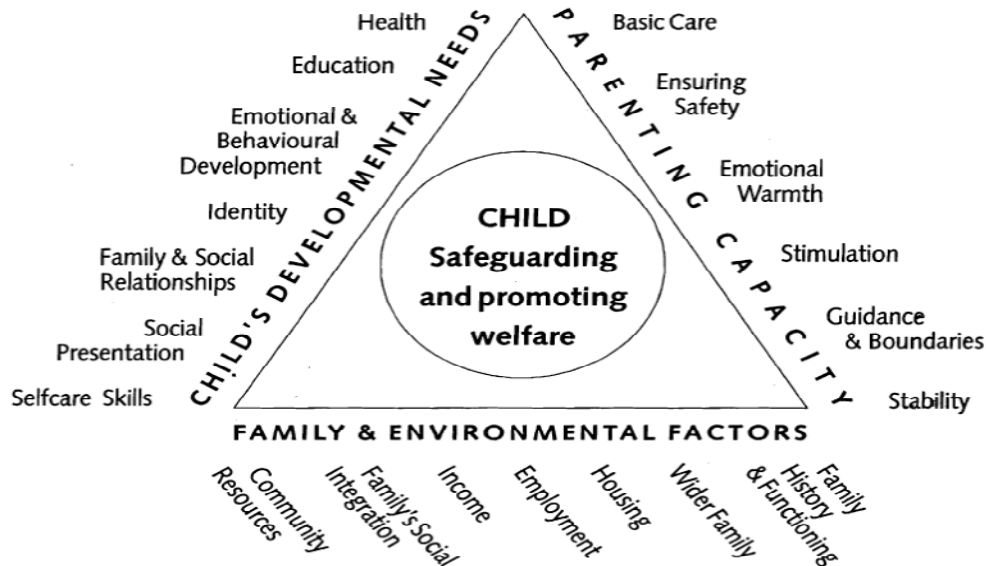 Health
Education
Emotional &
Behavioural
Development
Identity
Family & Social
Relationships
Social
Presentation
Selfcare Skills
CHILD'S DEVELOPMENTAL NEEDS
PARENTING CAPACITY
Basic Care
Ensuring
Safety
Emotional
Warmth
Stimulation
Guidance
& Boundaries
Stability
CHILD
Safeguarding
and promoting
welfare
FAMILY & ENVIRONMENTAL FACTORS
Community
Resources
Family's Social
Integration
Income
Employment
Housing
Wider Family
Family
History
& Functioning